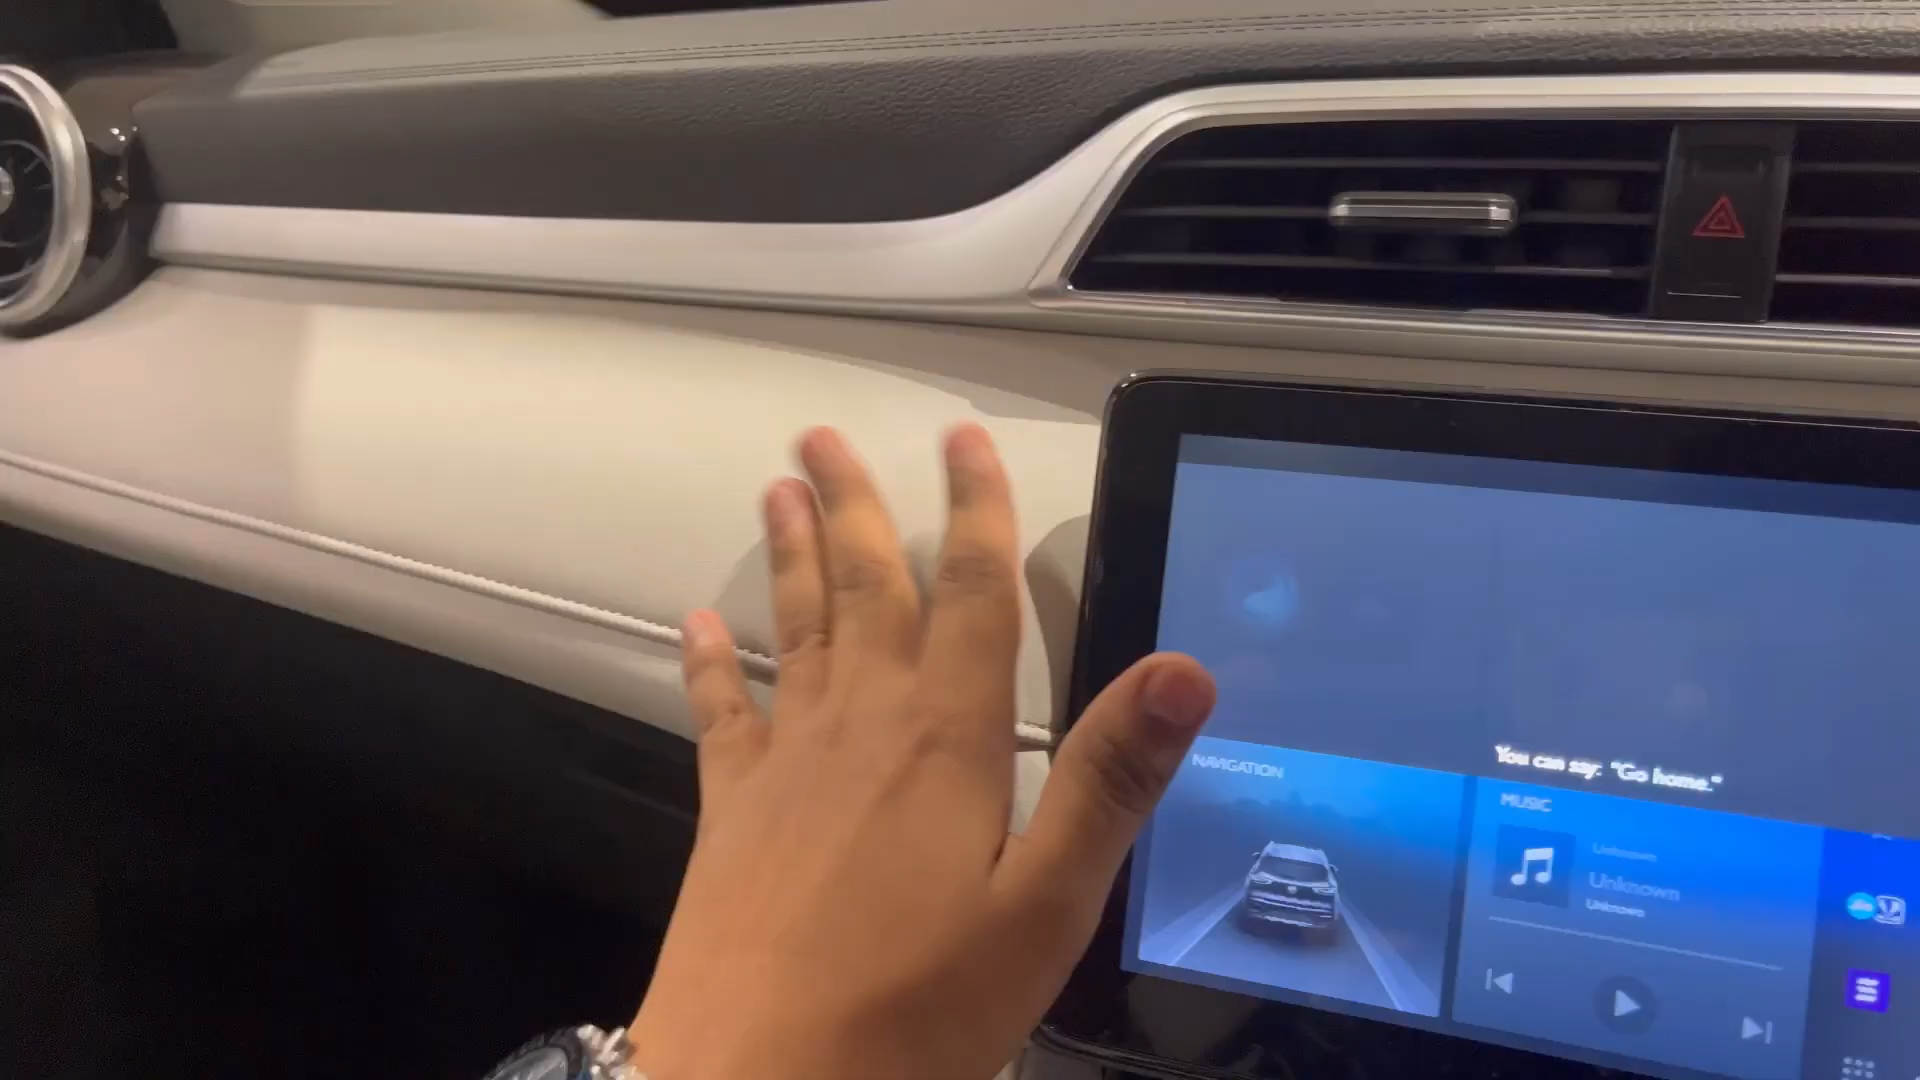 You can say: "Go home."
NAVIGATION
MUSIC
Unknown
Unknown
Unknown